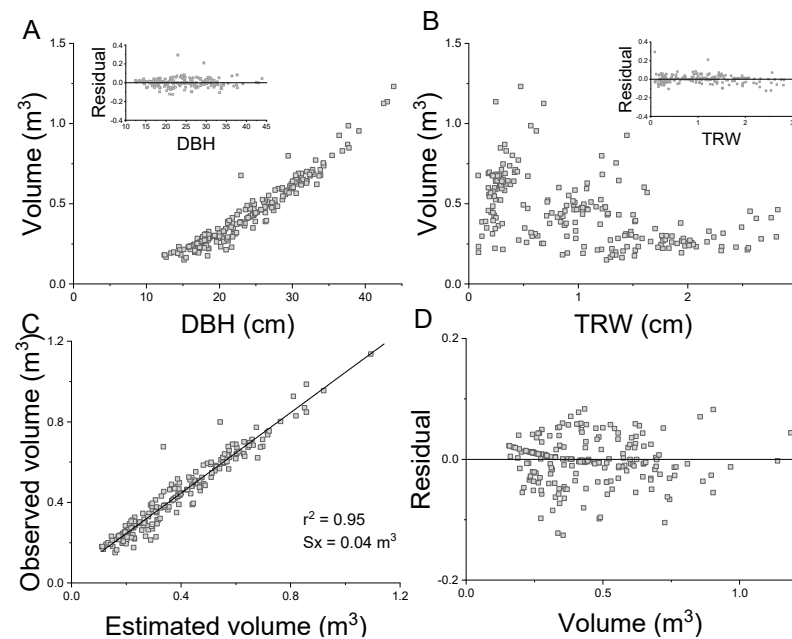 A
B
1.5
1.0
0.5
0.0
Volume (m³)
0.4
0.2
0.0
-0.2
-0.4
Residual
10 15 20 25 30 35 40 45
DBH
10 20 30 40
DBH (cm)
1.5
1.0
0.5
0.0
Volume (m³)
0.4
0.2
0.0
-0.2
-0.4
Residual
0 1 2 3
TRW
0 1 2
TRW (cm)
C
D
1.2
0.8
0.4
0.0
Observed volume (m³)
r² = 0.95
Sx = 0.04 m³
0.0 0.4 0.8 1.2
Estimated volume (m³)
0.2
0.0
-0.2
Residual
0.0 0.5 1.0
Volume (m³)